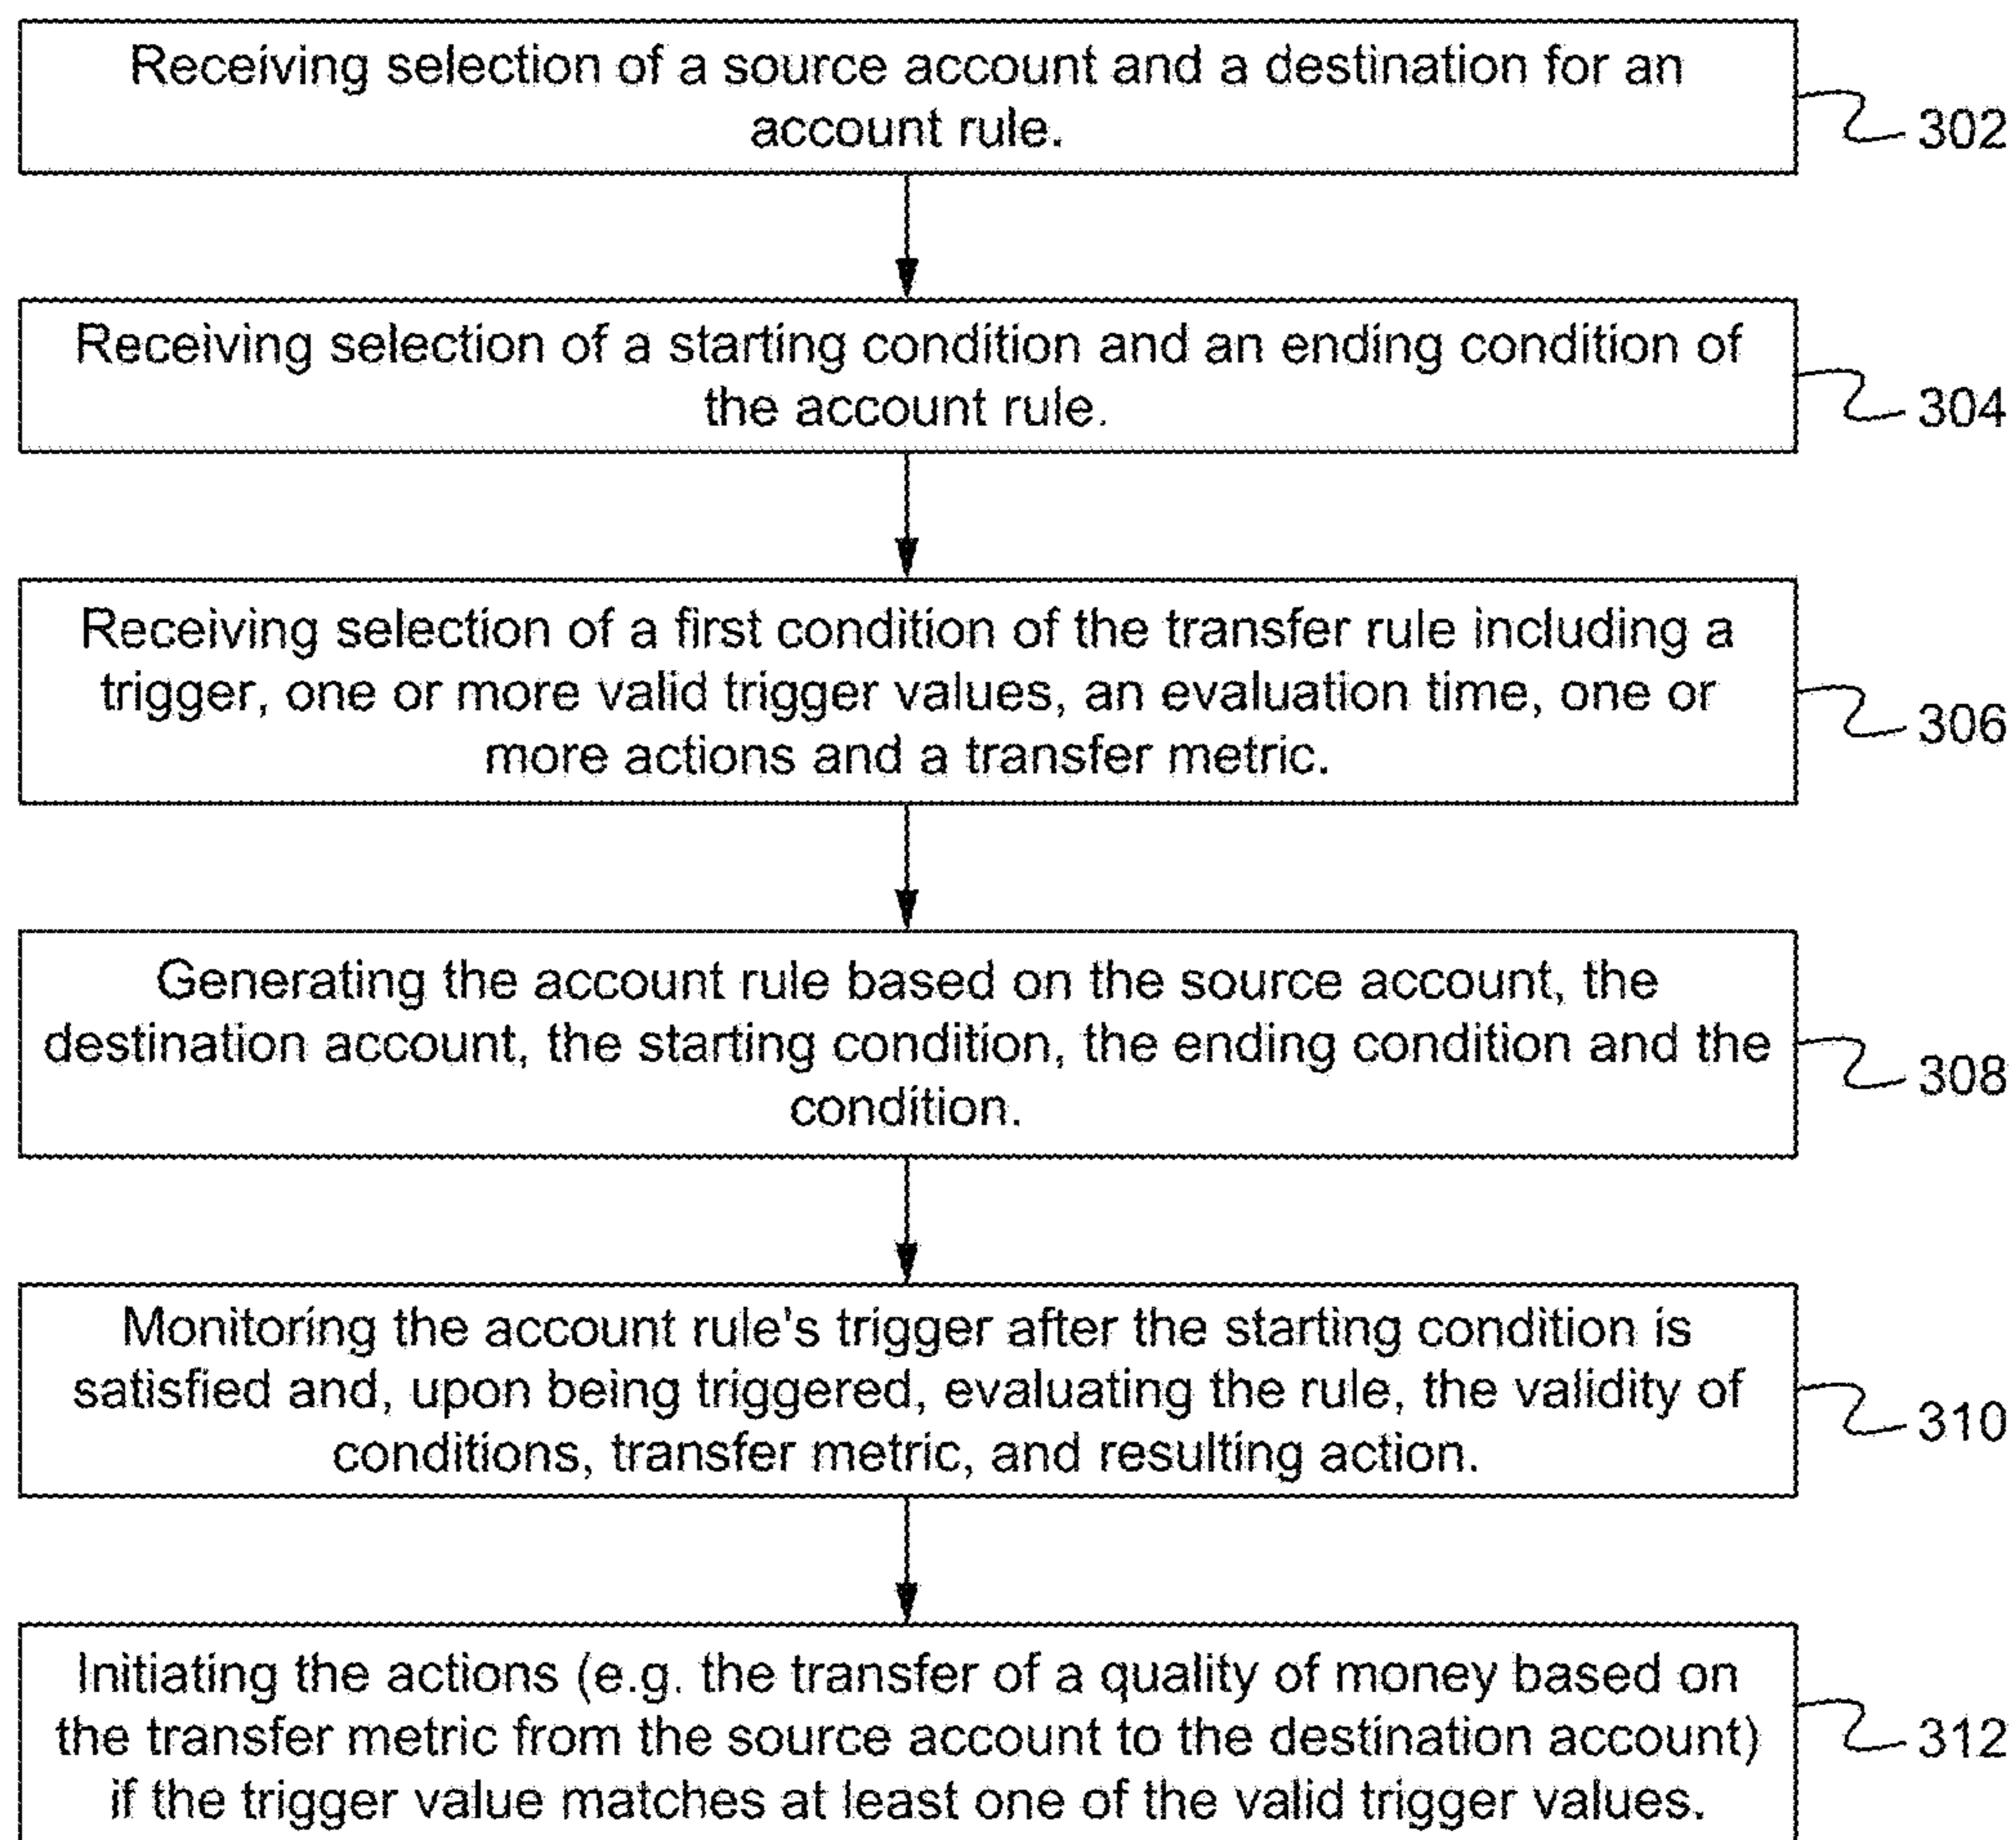 Receiving selection of a source account and a destination for an
account rule.
302
Receiving selection of a starting condition and an ending condition of
the account rule.
304
Receiving selection of a first condition of the transfer rule including a
trigger, one or more valid trigger values, an evaluation time, one or
more actions and a transfer metric.
306
Generating the account rule based on the source account, the
destination account, the starting condition, the ending condition and the
condition.
308
Monitoring the account rule's trigger after the starting condition is
satisfied and, upon being triggered, evaluating the rule, the validity of
conditions, transfer metric, and resulting action.
310
Initiating the actions (e.g. the transfer of a quality of money based on
the transfer metric from the source account to the destination account)
if the trigger value matches at least one of the valid trigger values.
312